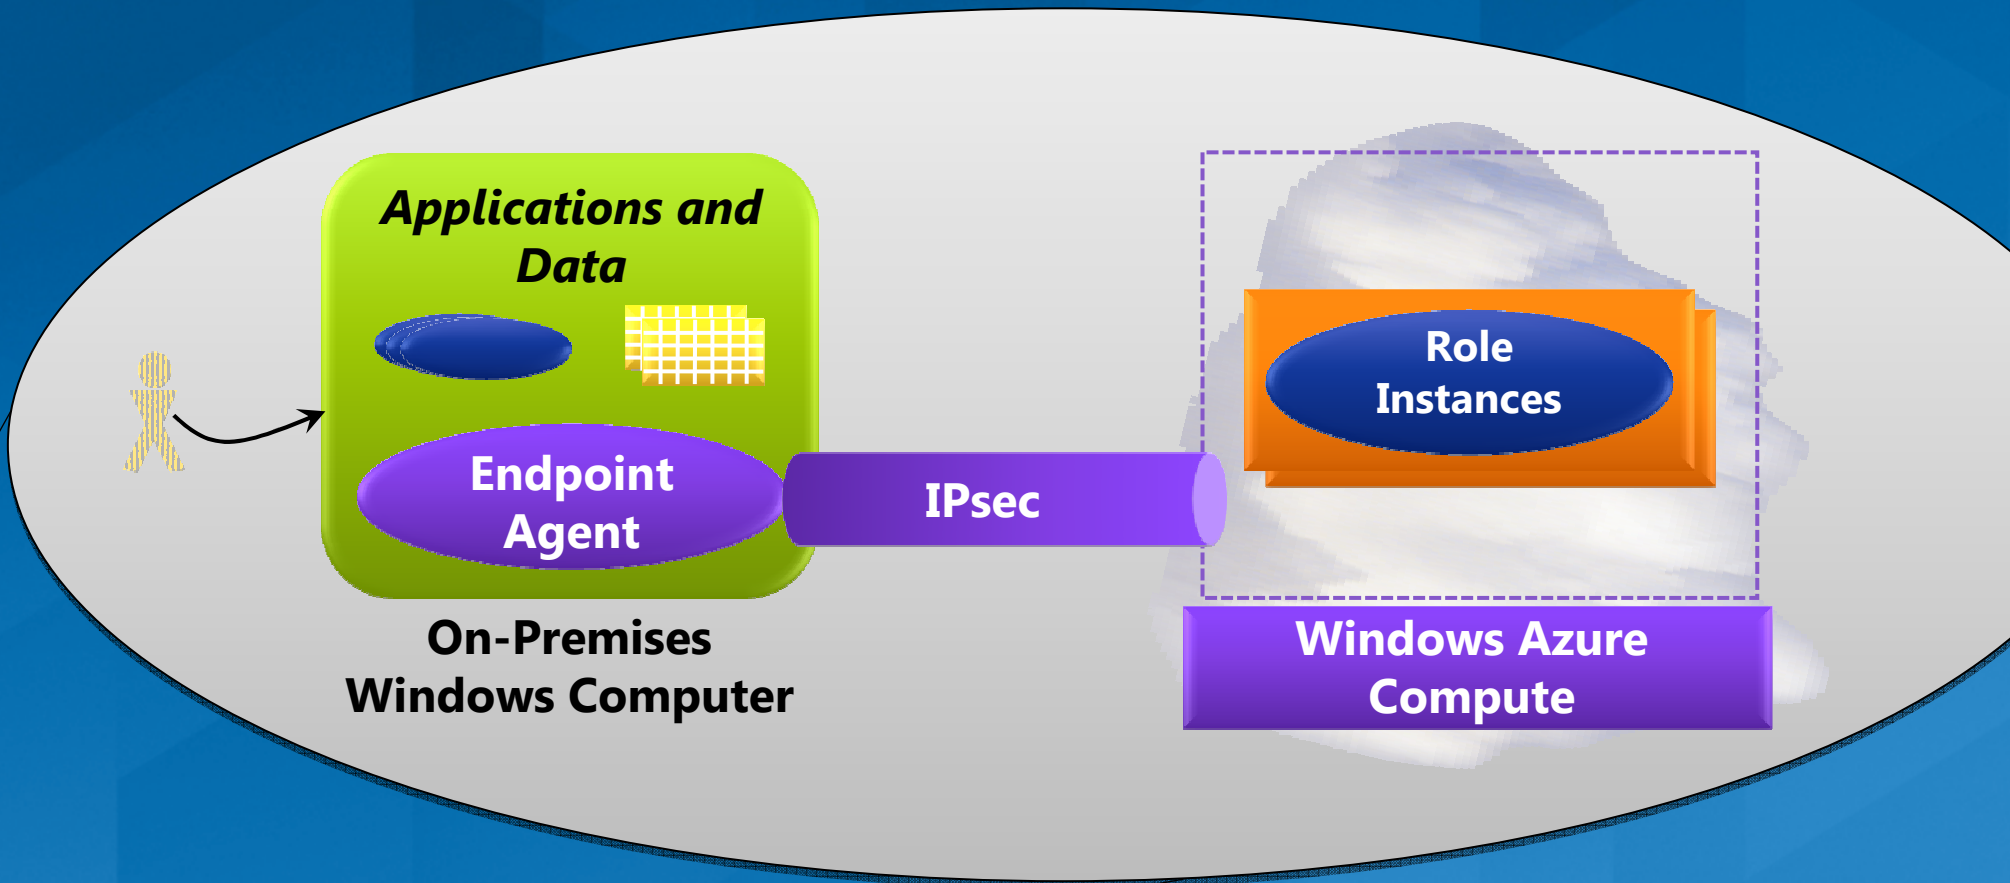 Applications and
Data
Endpoint
Agent
IPsec
On-Premises
Windows Computer
Role
Instances
Windows Azure
Compute